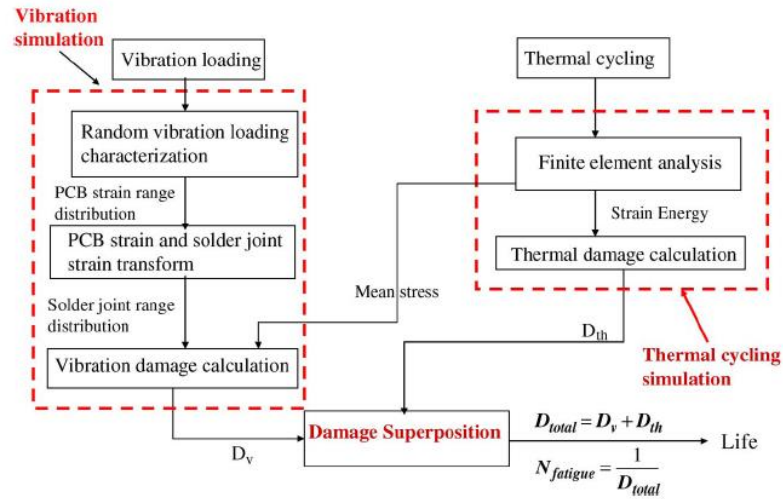 Vibration
simulation
Vibration loading
Random vibration loading
characterization
PCB strain range
distribution
PCB strain and solder joint
strain transform
Solder joint range
distribution
Vibration damage calculation
D_v
Thermal cycling
Finite element analysis
Strain Energy
Thermal damage calculation
Mean stress
D_th
Thermal cycling
simulation
Damage Superposition
D_total = D_v + D_th
N_fatigue = 1 / D_total
Life